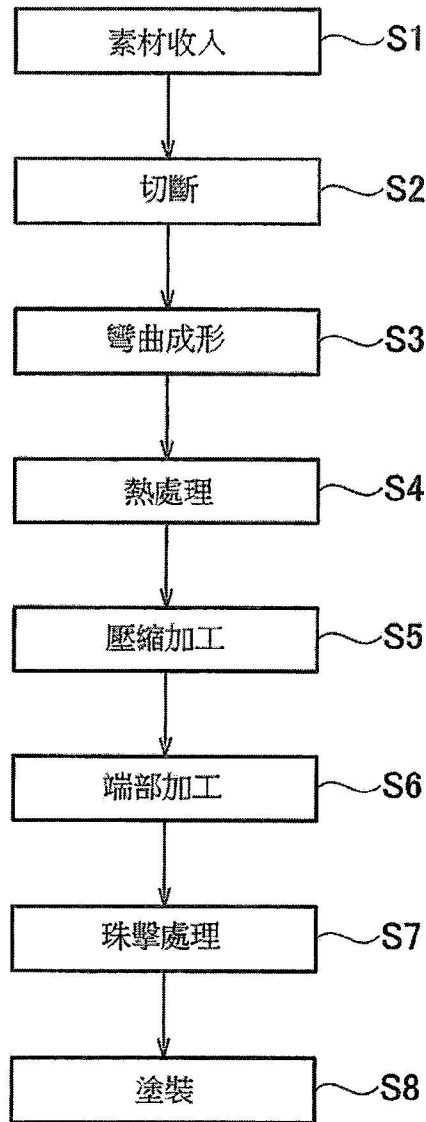 素材收入 S1
切斷 S2
彎曲成形 S3
熱處理 S4
壓縮加工 S5
端部加工 S6
珠擊處理 S7
塗裝 S8